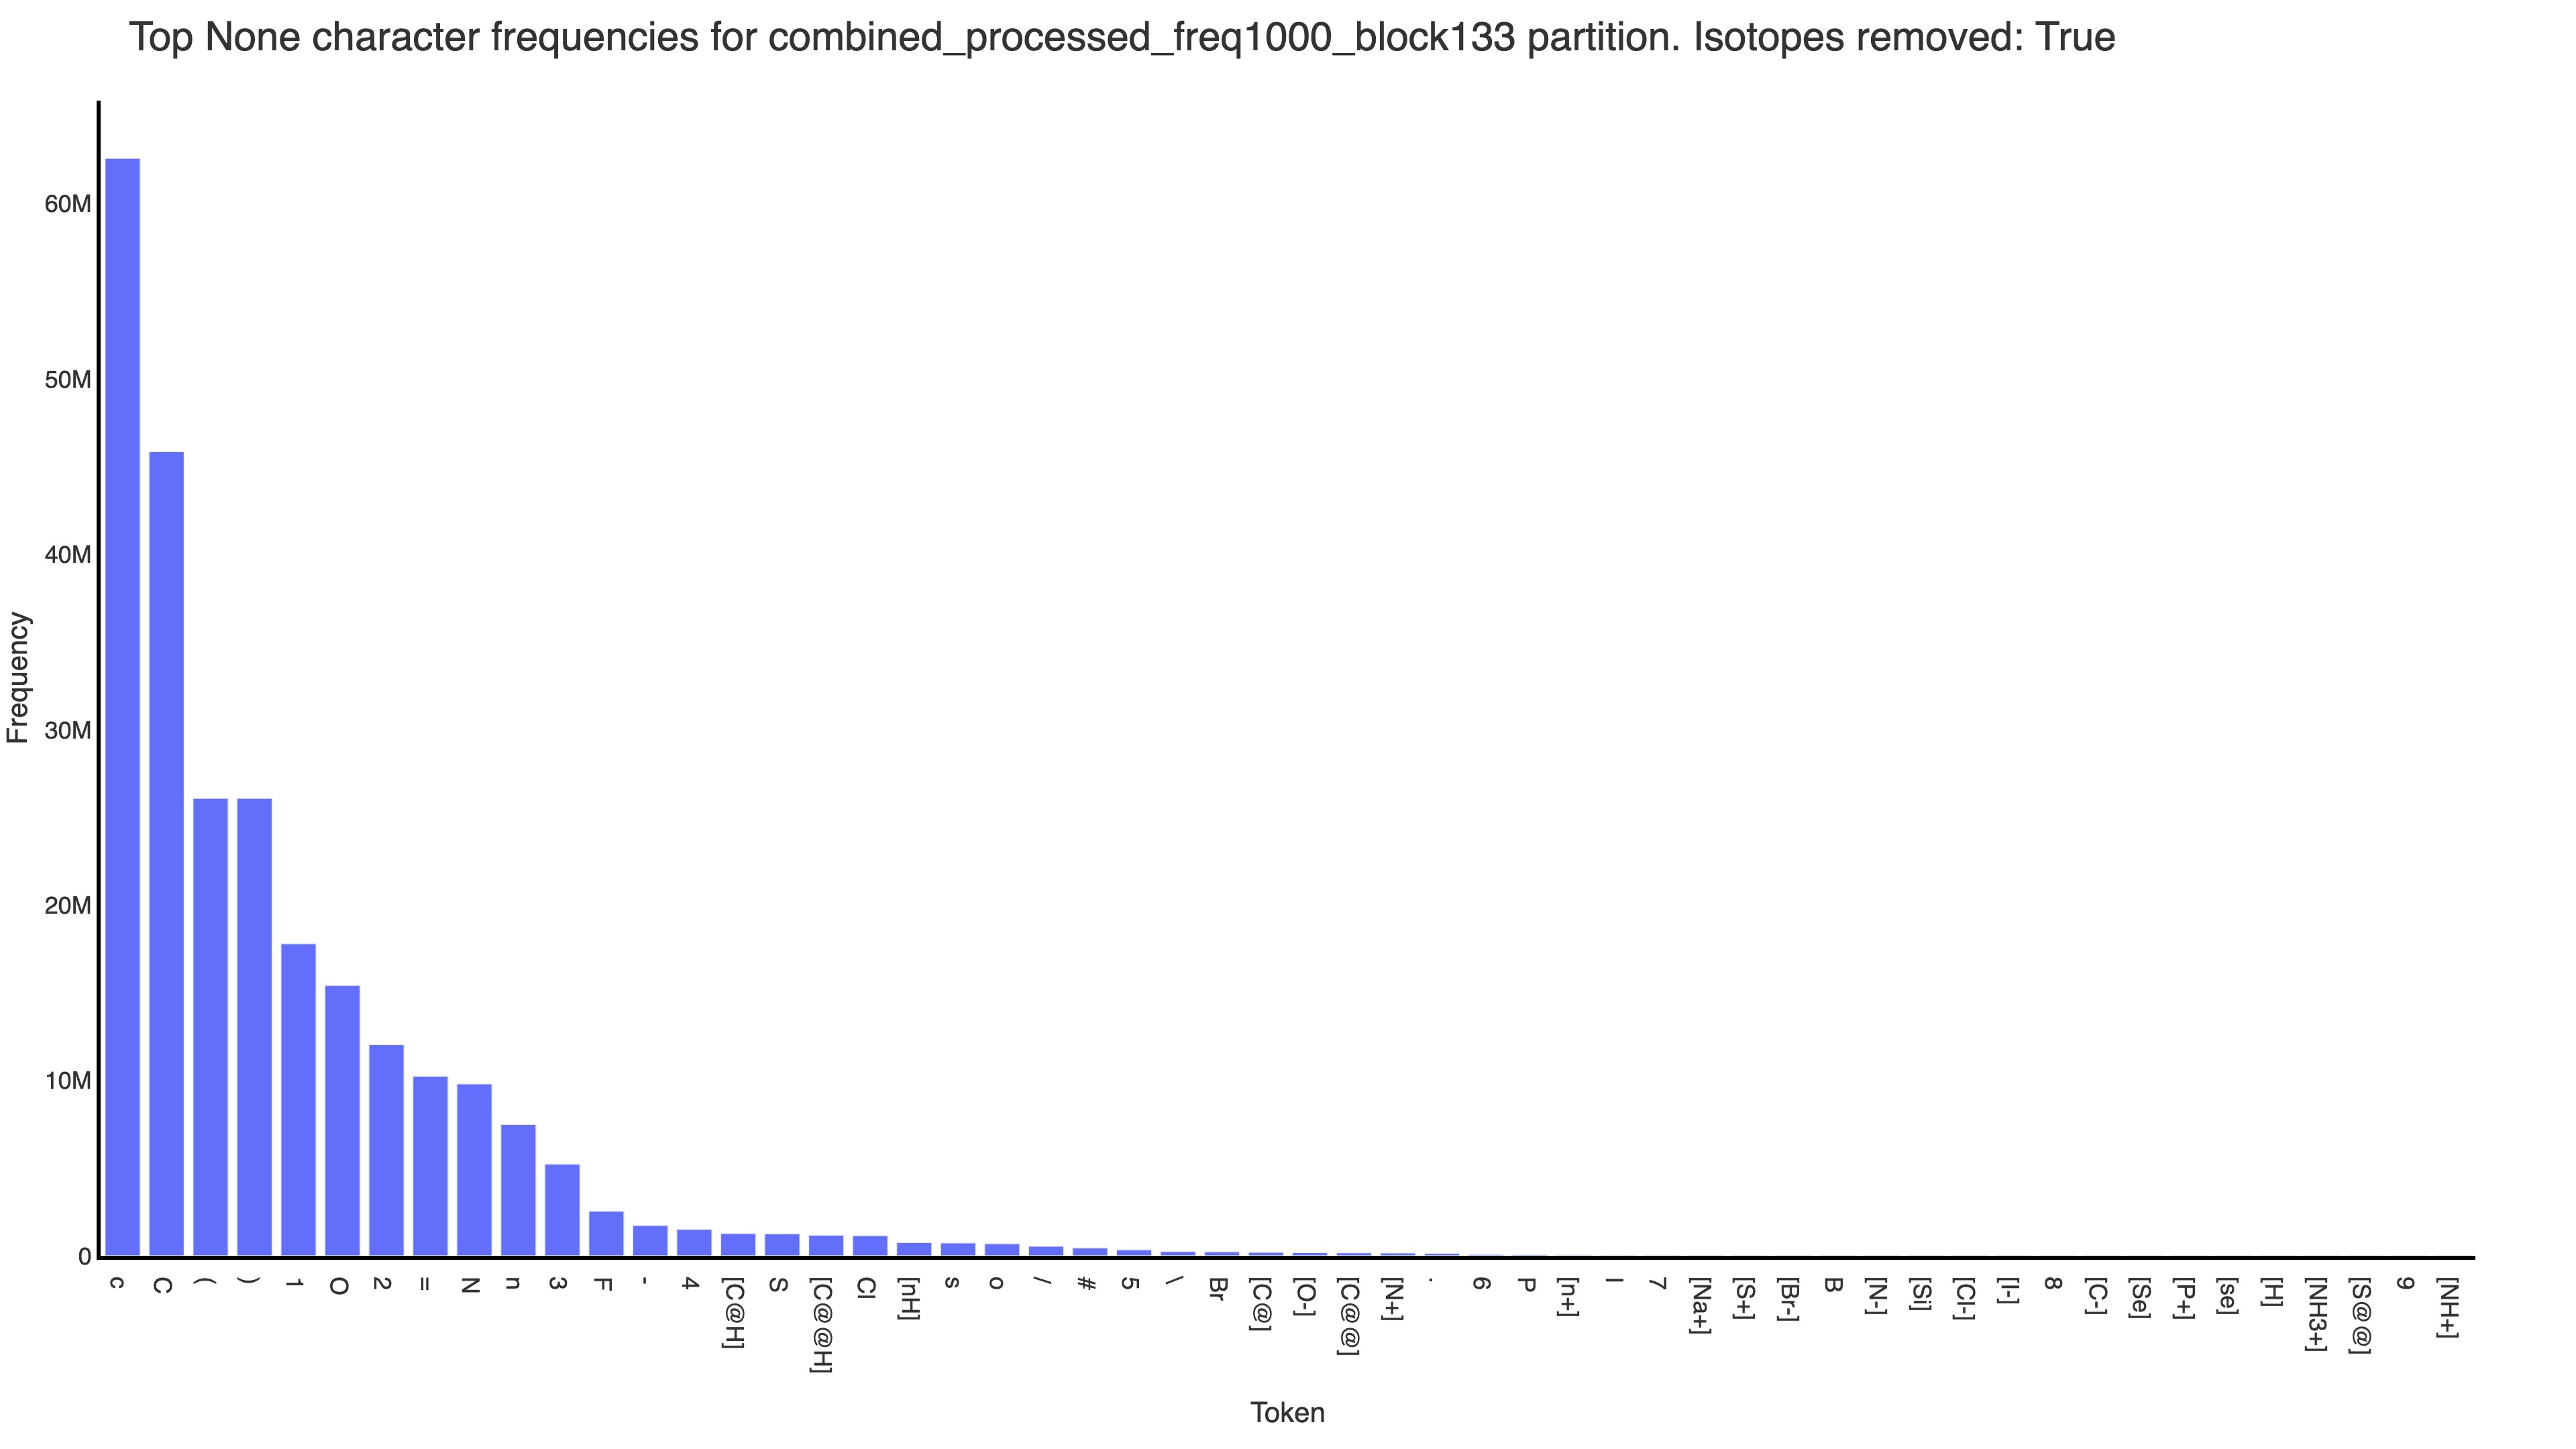 Top None character frequencies for combined_processed_freq1000_block133 partition. Isotopes removed: True
60M
50M
40M
30M
20M
10M
0
Frequency
c
C
(
)
1
O
2
=
N
n
3
F
-
4
[C@H]
S
[C@@H]
Cl
[nH]
s
o
/
#
5
\
Br
[C@]
[O-]
[C@@]
[N+]
.
6
P
[n+]
I
7
[Na+]
[S+]
[Br-]
B
[N-]
[Si]
[Cl-]
[I-]
8
[C-]
[Se]
[P+]
[se]
[H]
[NH3+]
[S@@]
9
[NH+]
Token